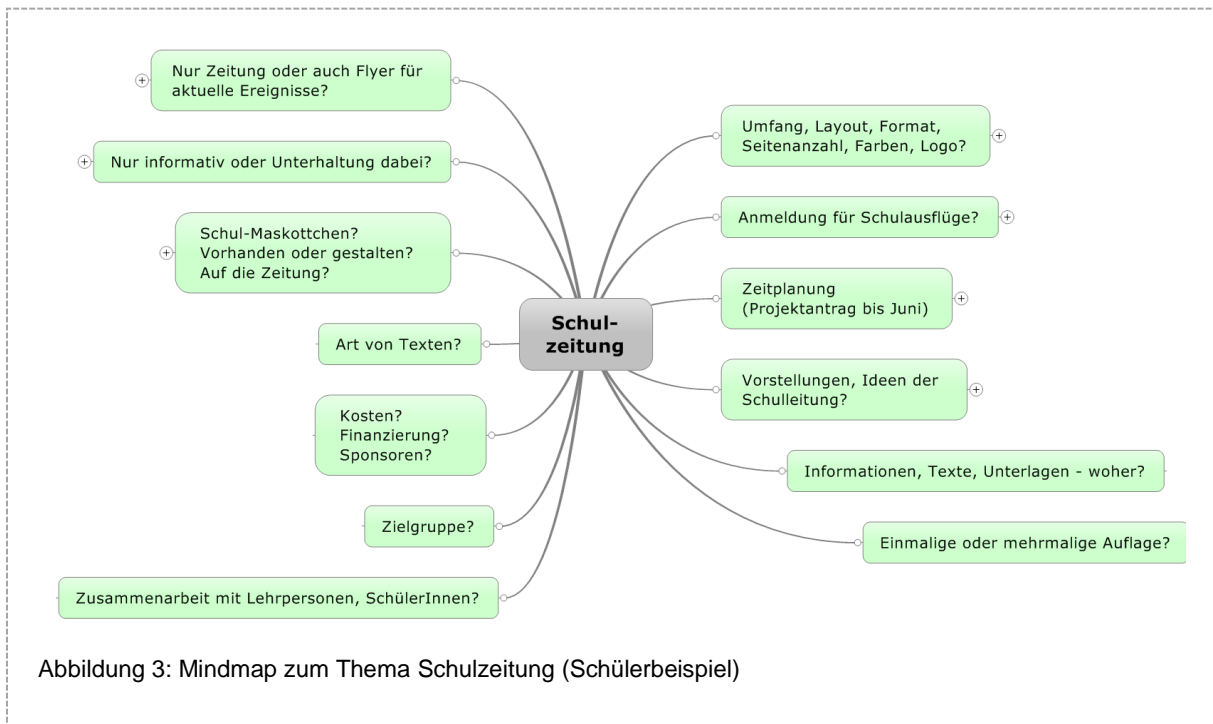 Nur Zeitung oder auch Flyer für
aktuelle Ereignisse?
Nur informativ oder Unterhaltung dabei?
Schul-Maskottchen?
Vorhanden oder gestalten?
Auf die Zeitung?
Art von Texten?
Kosten?
Finanzierung?
Sponsoren?
Zielgruppe?
Zusammenarbeit mit Lehrpersonen, SchülerInnen?
Schul-
zeitung
Umfang, Layout, Format,
Seitenanzahl, Farben, Logo?
Anmeldung für Schulausflüge?
Zeitplanung
(Projektantrag bis Juni)
Vorstellungen, Ideen der
Schulleitung?
Informationen, Texte, Unterlagen - woher?
Einmalige oder mehrmalige Auflage?
Abbildung 3: Mindmap zum Thema Schulzeitung (Schülerbeispiel)